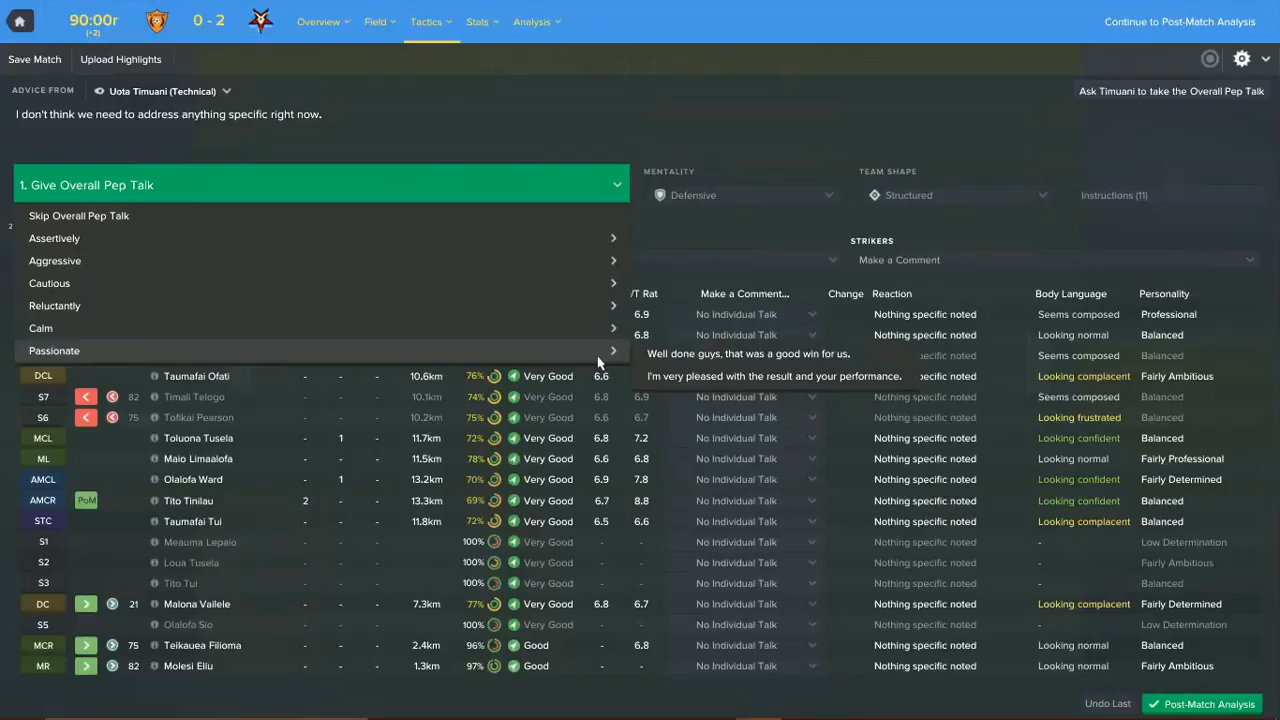 90:00r 0 - 2 Overview Field Tactics Stats Analysis Continue to Post-Match Analysis
(+2)
Save Match Upload Highlights
ADVICE FROM Uota Timuani (Technical) Ask Timuani to take the Overall Pep Talk
I don't think we need to address anything specific right now.
1. Give Overall Pep Talk
MENTALITY TEAM SHAPE
Defensive Structured Instructions (11)
Skip Overall Pep Talk
2
Assertively
STRIKERS
Aggressive
Make a Comment
Cautious
Reluctantly
Calm
Passionate
Well done guys, that was a good win for us.
I'm very pleased with the result and your performance.
/T Rat Make a Comment... Change Reaction Body Language Personality
6.9 No Individual Talk Nothing specific noted Seems composed Professional
6.8 No Individual Talk Nothing specific noted Looking normal Balanced
specific noted Seems composed Balanced
DCL Taumafai Ofati - - - 10.6km 76% Very Good 6.6 specific noted Looking complacent Fairly Ambitious
S7 82 Timali Telogo - - - 10.1km 74% Very Good 6.8 6.9 No Individual Talk Nothing specific noted Seems composed Balanced
S6 75 Tofikai Pearson - - - 10.2km 75% Very Good 6.6 6.7 No Individual Talk Nothing specific noted Looking frustrated Balanced
MCL Toluona Tusela - 1 - 11.7km 72% Very Good 6.8 7.2 No Individual Talk Nothing specific noted Looking confident Balanced
ML Maio Limaalofa - - - 11.5km 78% Very Good 6.6 6.8 No Individual Talk Nothing specific noted Looking normal Fairly Professional
AMCL Olalofa Ward - 1 - 13.2km 70% Very Good 6.9 7.8 No Individual Talk Nothing specific noted Looking confident Fairly Determined
AMCR PoM Tito Tinilau 2 - - 13.3km 69% Very Good 6.7 8.8 No Individual Talk Nothing specific noted Looking confident Balanced
STC Taumafai Tui - - - 11.8km 72% Very Good 6.5 6.6 No Individual Talk Nothing specific noted Looking complacent Balanced
S1 Meauma Lepaio - - - 100% Very Good - - No Individual Talk Nothing specific noted - Low Determination
S2 Loua Tusela - - - 100% Very Good - - No Individual Talk Nothing specific noted - Fairly Ambitious
S3 Tito Tui - - - 100% Very Good - - No Individual Talk Nothing specific noted - Balanced
DC 21 Malona Vailele - - - 7.3km 77% Very Good 6.8 6.7 No Individual Talk Nothing specific noted Looking complacent Fairly Determined
S5 Olalofa Sio - - - 100% Very Good - - No Individual Talk Nothing specific noted - Low Determination
MCR 75 Teikauea Filioma - - - 2.4km 96% Good - 6.8 No Individual Talk Nothing specific noted Looking normal Balanced
MR 82 Molesi Eliu - - - 1.3km 97% Good - - No Individual Talk Nothing specific noted Looking normal Fairly Ambitious
Undo Last Post-Match Analysis